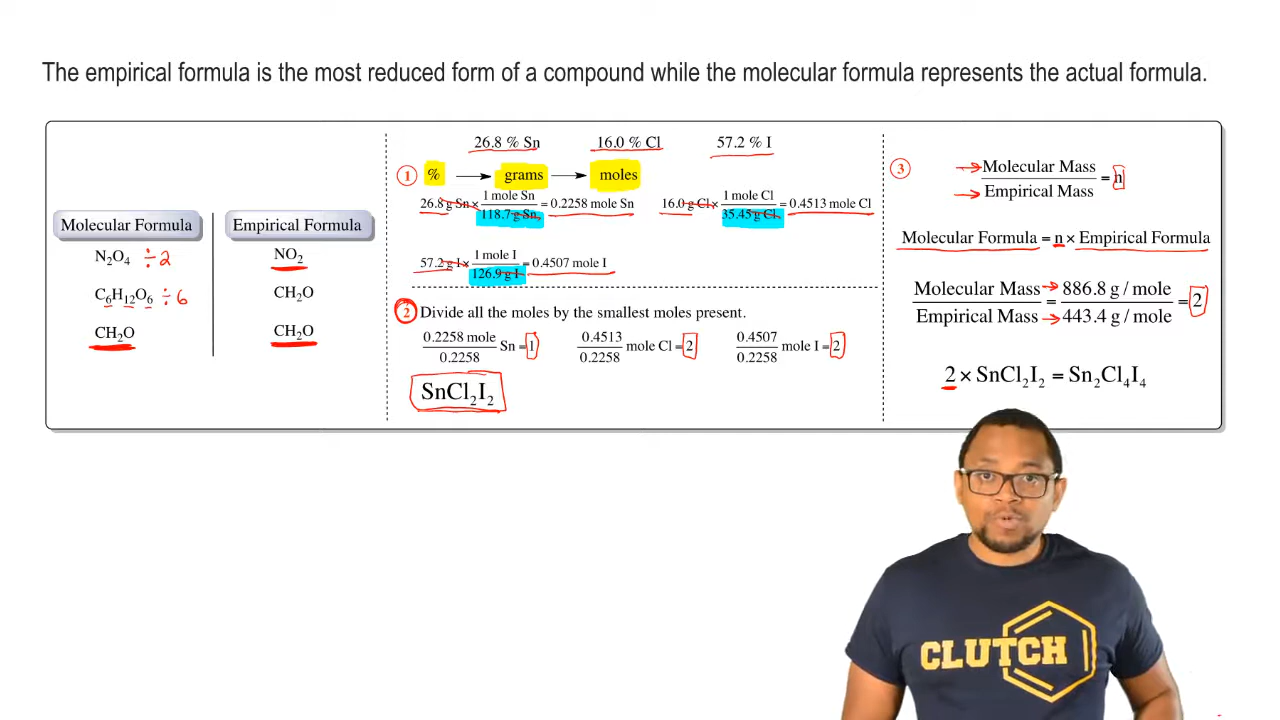 The empirical formula is the most reduced form of a compound while the molecular formula represents the actual formula.
Molecular Formula
Empirical Formula
N₂O₄ ÷2
NO₂
C₆H₁₂O₆ ÷6
CH₂O
CH₂O
CH₂O
26.8 % Sn
16.0 % Cl
57.2 % I
① % → grams → moles
26.8 g Sn × 1 mole Sn / 118.7 g Sn = 0.2258 mole Sn
16.0 g Cl × 1 mole Cl / 35.45 g Cl = 0.4513 mole Cl
57.2 g I × 1 mole I / 126.9 g I = 0.4507 mole I
② Divide all the moles by the smallest moles present.
0.2258 mole / 0.2258 Sn = 1
0.4513 / 0.2258 mole Cl = 2
0.4507 / 0.2258 mole I = 2
SnCl₂I₂
③ Molecular Mass / Empirical Mass = n
Molecular Formula = n × Empirical Formula
Molecular Mass / Empirical Mass = 886.8 g / mole / 443.4 g / mole = 2
2 × SnCl₂I₂ = Sn₂Cl₄I₄
CLUTCH